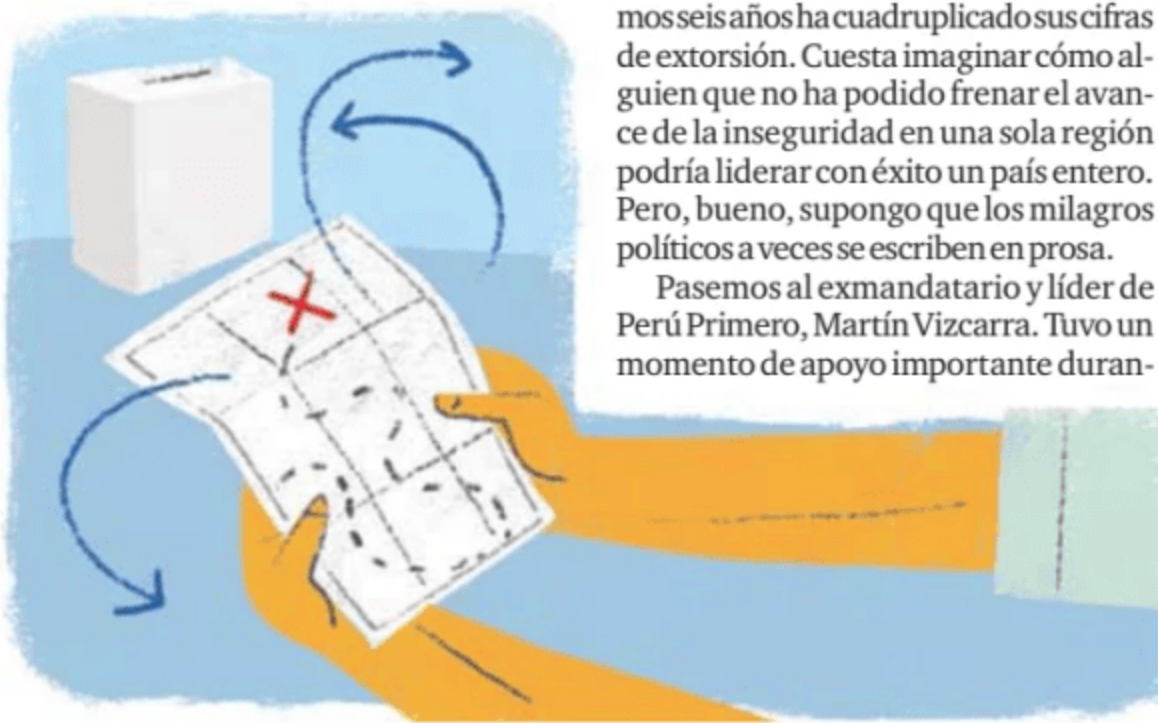 mos seis años ha cuadruplicado sus cifras
de extorsión. Cuesta imaginar cómo al-
guien que no ha podido frenar el avan-
ce de la inseguridad en una sola región
podría liderar con éxito un país entero.
Pero, bueno, supongo que los milagros
políticos a veces se escriben en prosa.
Pasemos al exmandatario y líder de
Perú Primero, Martín Vizcarra. Tuvo un
momento de apoyo importante duran-